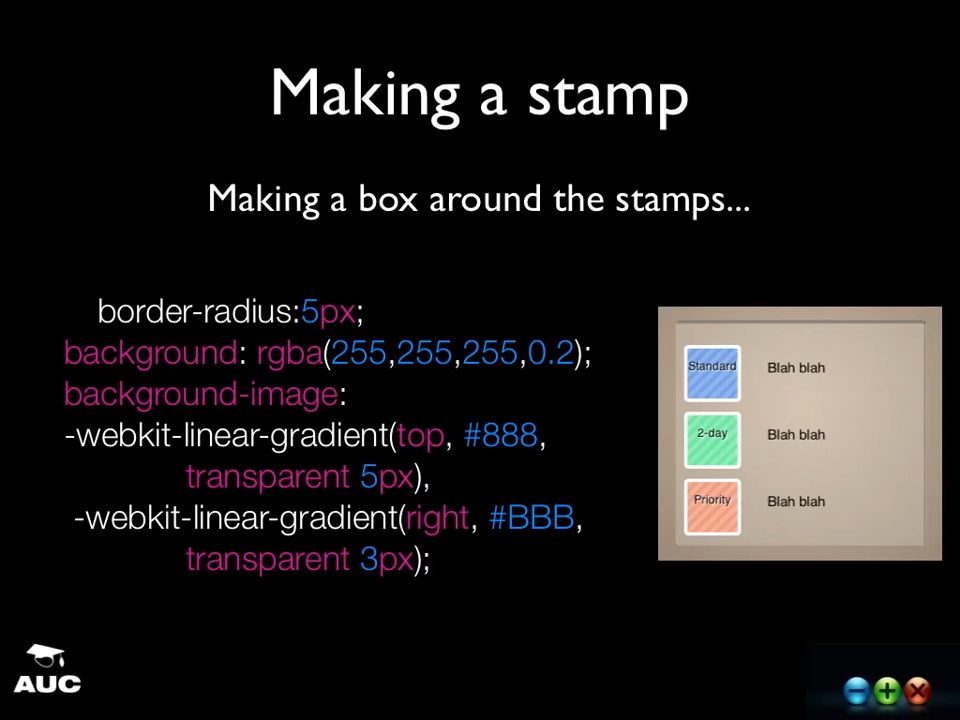 Making a stamp
Making a box around the stamps...
border-radius:5px;
background: rgba(255,255,255,0.2);
background-image:
-webkit-linear-gradient(top, #888,
transparent 5px),
-webkit-linear-gradient(right, #BBB,
transparent 3px);
Standard Blah blah
2-day Blah blah
Priority Blah blah
AUC